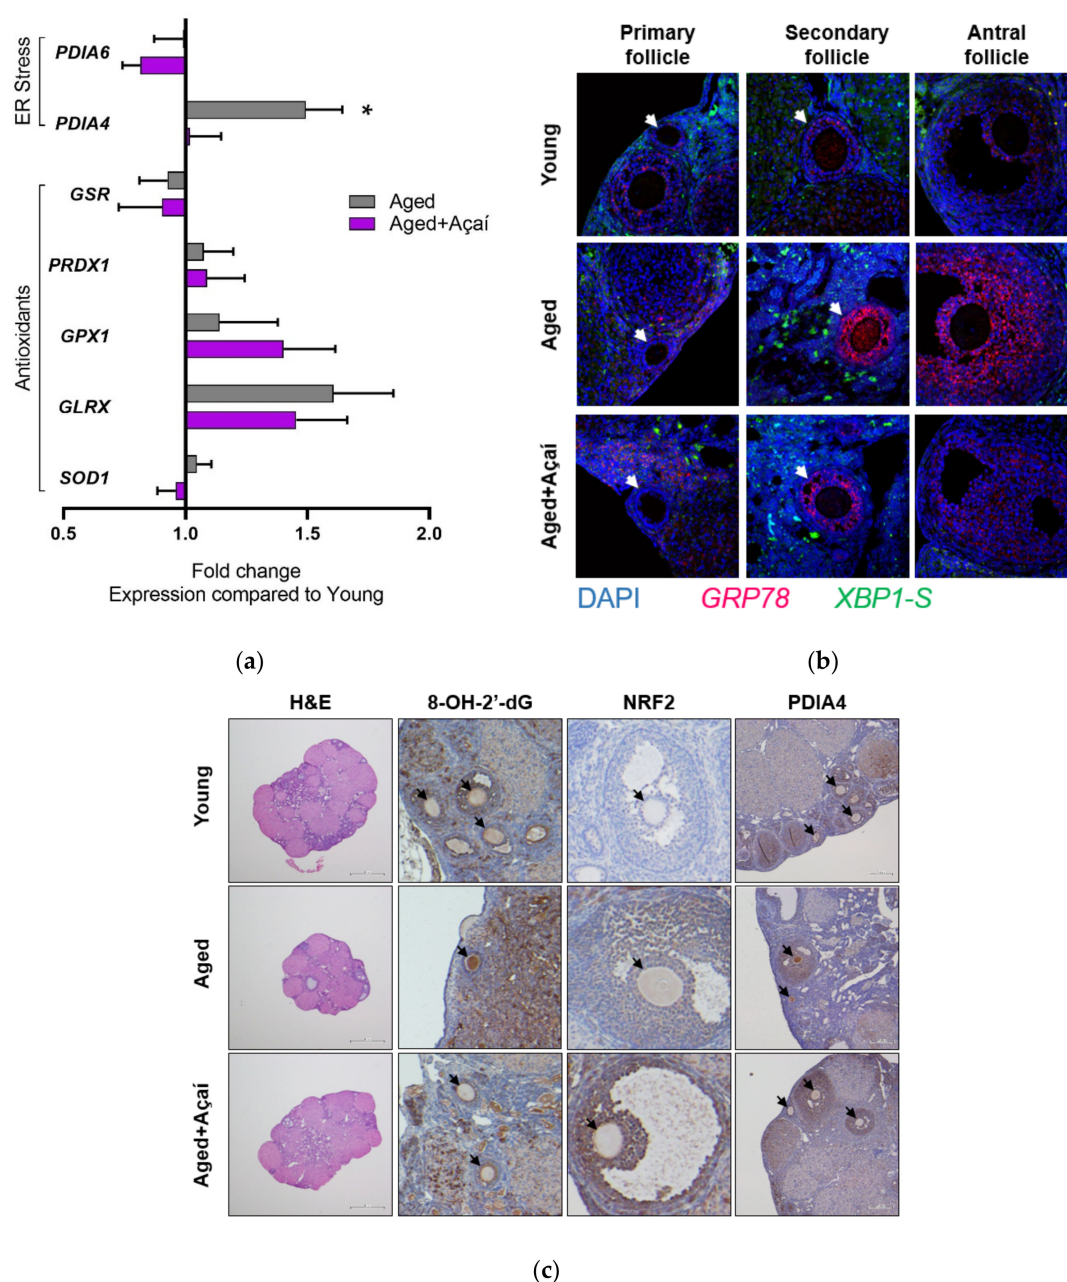 ER Stress
PDIA6
PDIA4
Antioxidants
GSR
PRDX1
GPX1
GLRX
SOD1
Aged
Aged+Açaí
*
0.5 1.0 1.5 2.0
Fold change
Expression compared to Young
(a)
Primary
follicle
Secondary
follicle
Antral
follicle
Young
Aged
Aged+Açaí
DAPI GRP78 XBP1-S
(b)
H&E 8-OH-2’-dG NRF2 PDIA4
Young
Aged
Aged+Açaí
(c)